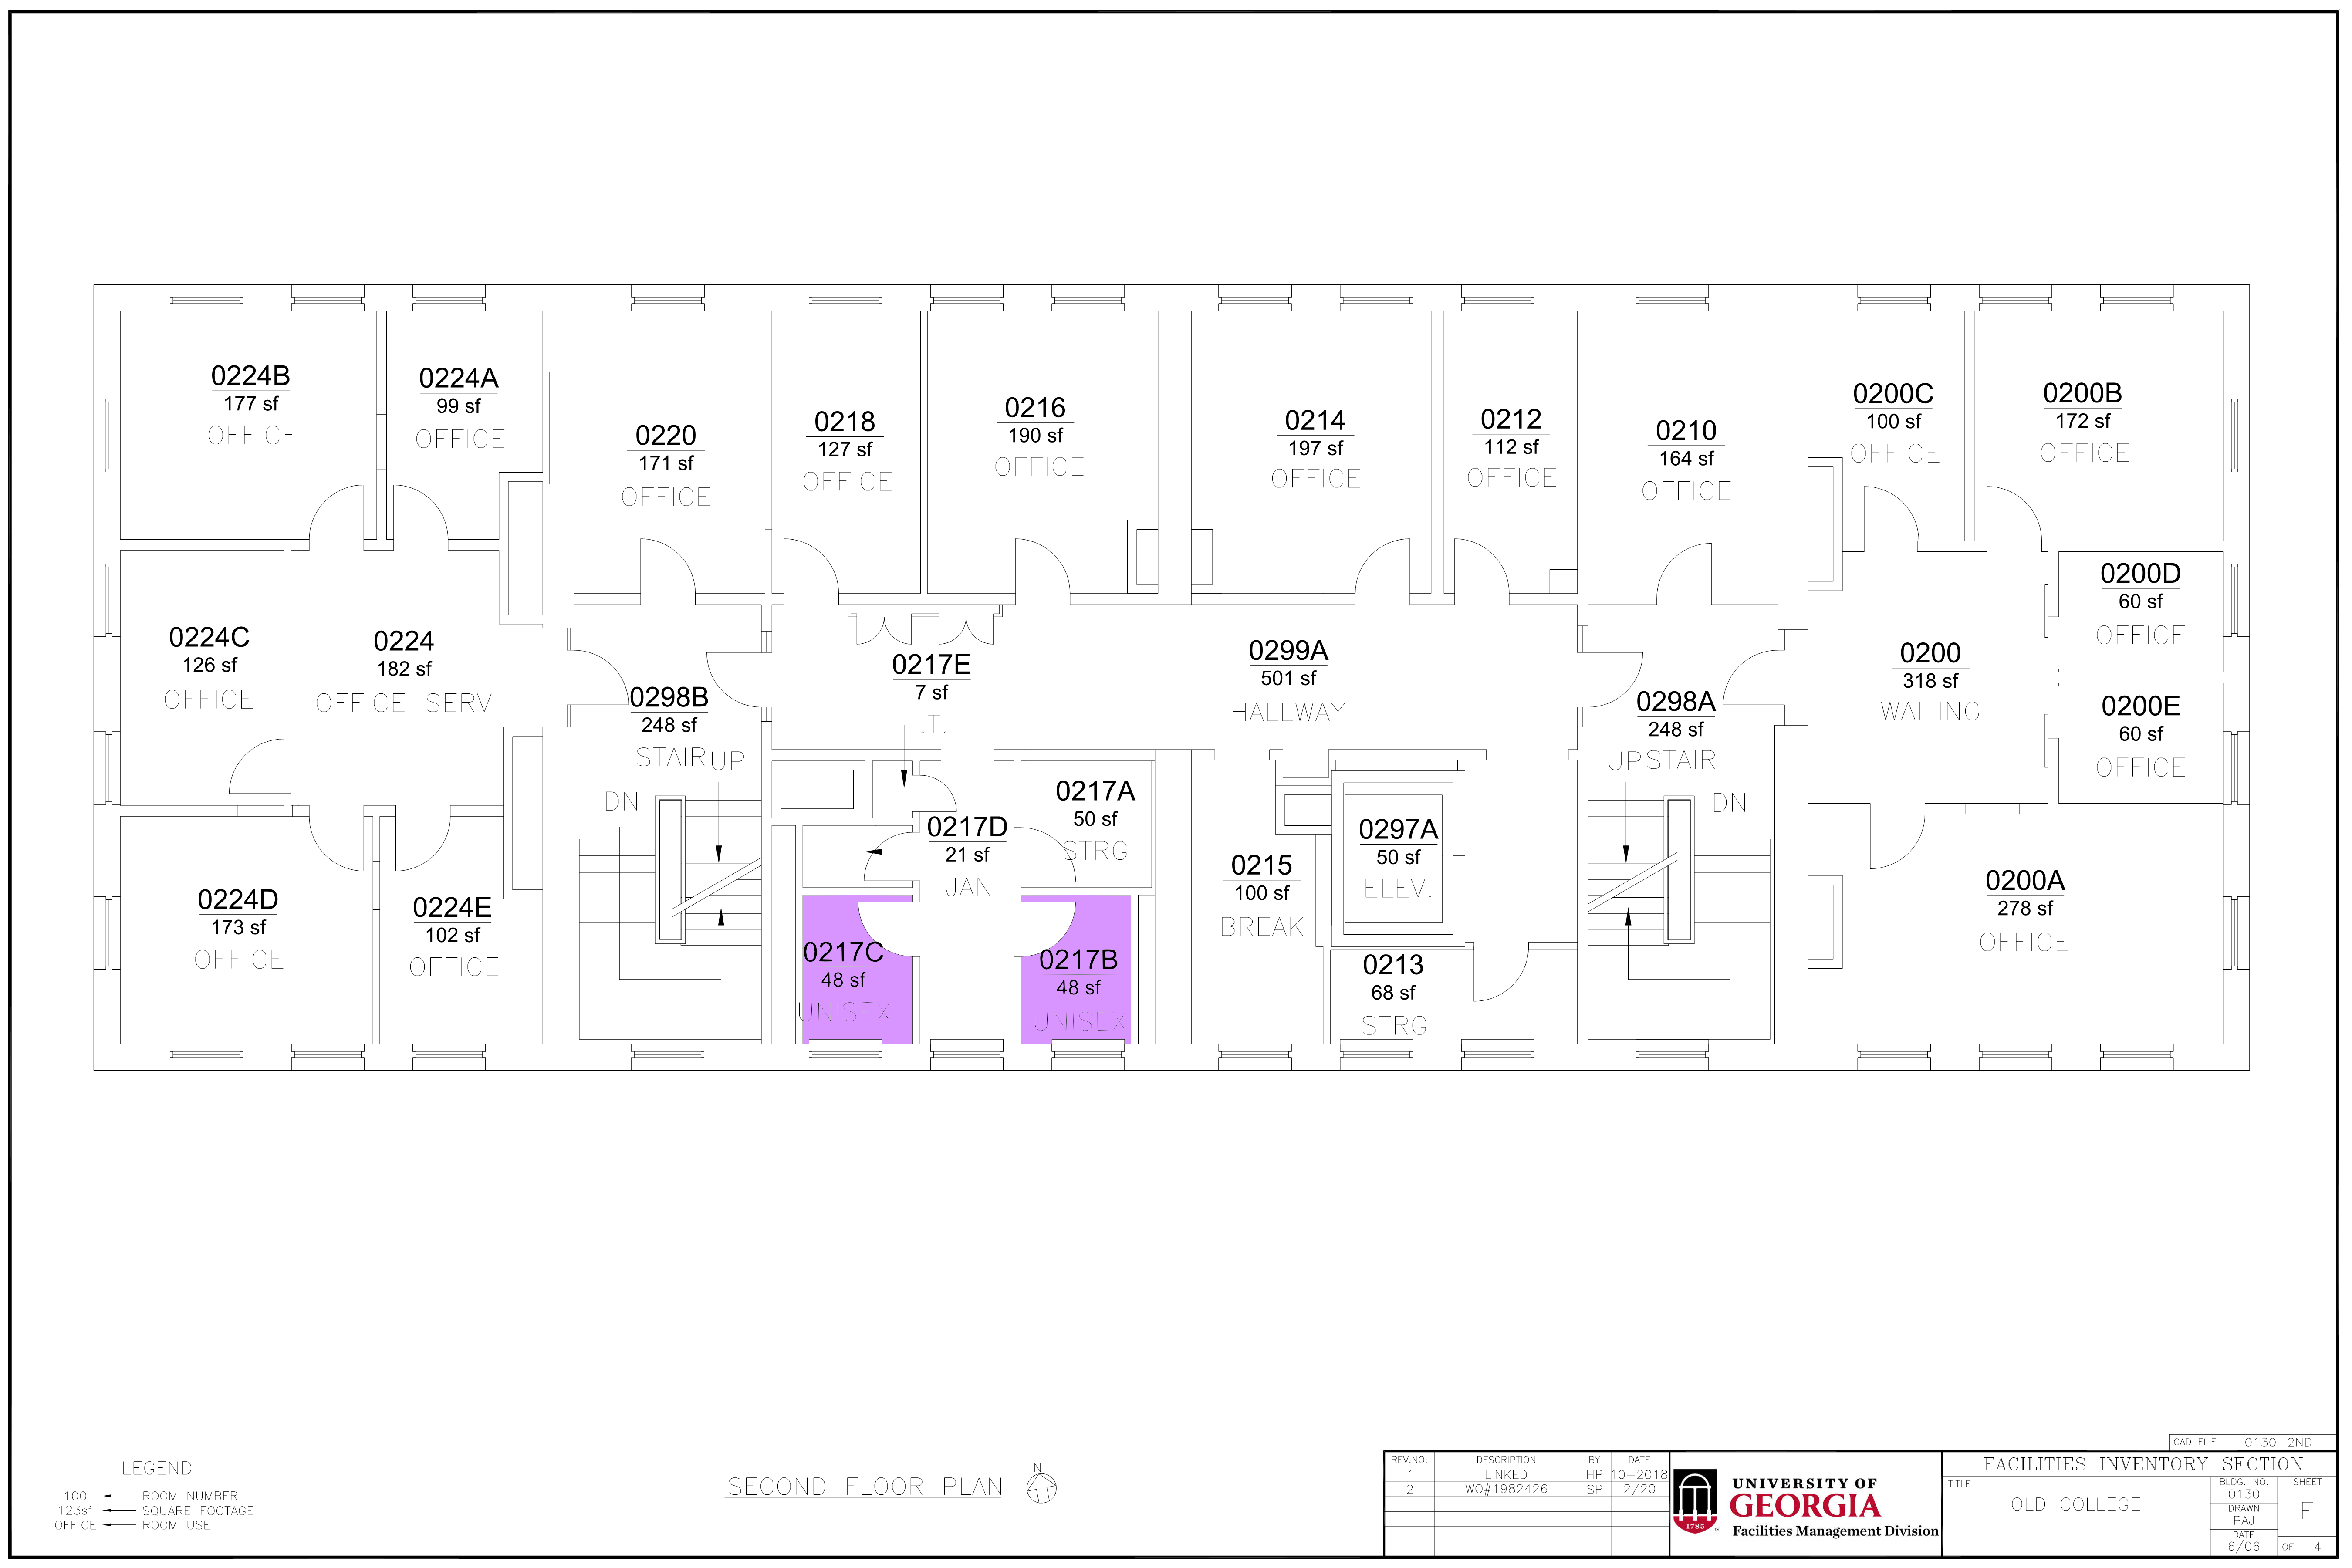 0224B
177 sf
OFFICE
0224A
99 sf
OFFICE
0220
171 sf
OFFICE
0218
127 sf
OFFICE
0216
190 sf
OFFICE
0214
197 sf
OFFICE
0212
112 sf
OFFICE
0210
164 sf
OFFICE
0200C
100 sf
OFFICE
0200B
172 sf
OFFICE
0224C
126 sf
OFFICE
0224
182 sf
OFFICE SERV
0298B
248 sf
STAIR
UP
DN
0217E
7 sf
I.T.
0299A
501 sf
HALLWAY
0298A
248 sf
UP
STAIR
DN
0200
318 sf
WAITING
0200D
60 sf
OFFICE
0200E
60 sf
OFFICE
0224D
173 sf
OFFICE
0224E
102 sf
OFFICE
0217C
48 sf
UNISEX
0217D
21 sf
JAN
0217A
50 sf
STRG
0217B
48 sf
UNISEX
0215
100 sf
BREAK
0297A
50 sf
ELEV.
0213
68 sf
STRG
0200A
278 sf
OFFICE
LEGEND
100 ROOM NUMBER
123sf SQUARE FOOTAGE
OFFICE ROOM USE
SECOND FLOOR PLAN
N
REV.NO. DESCRIPTION BY DATE
1 LINKED HP 10-2018
2 WO#1982426 SP 2/20
1785
UNIVERSITY OF
GEORGIA
Facilities Management Division
CAD FILE 0130-2ND
FACILITIES INVENTORY SECTION
TITLE
OLD COLLEGE
BLDG. NO.
0130
DRAWN
PAJ
DATE
6/06
SHEET
F
OF 4